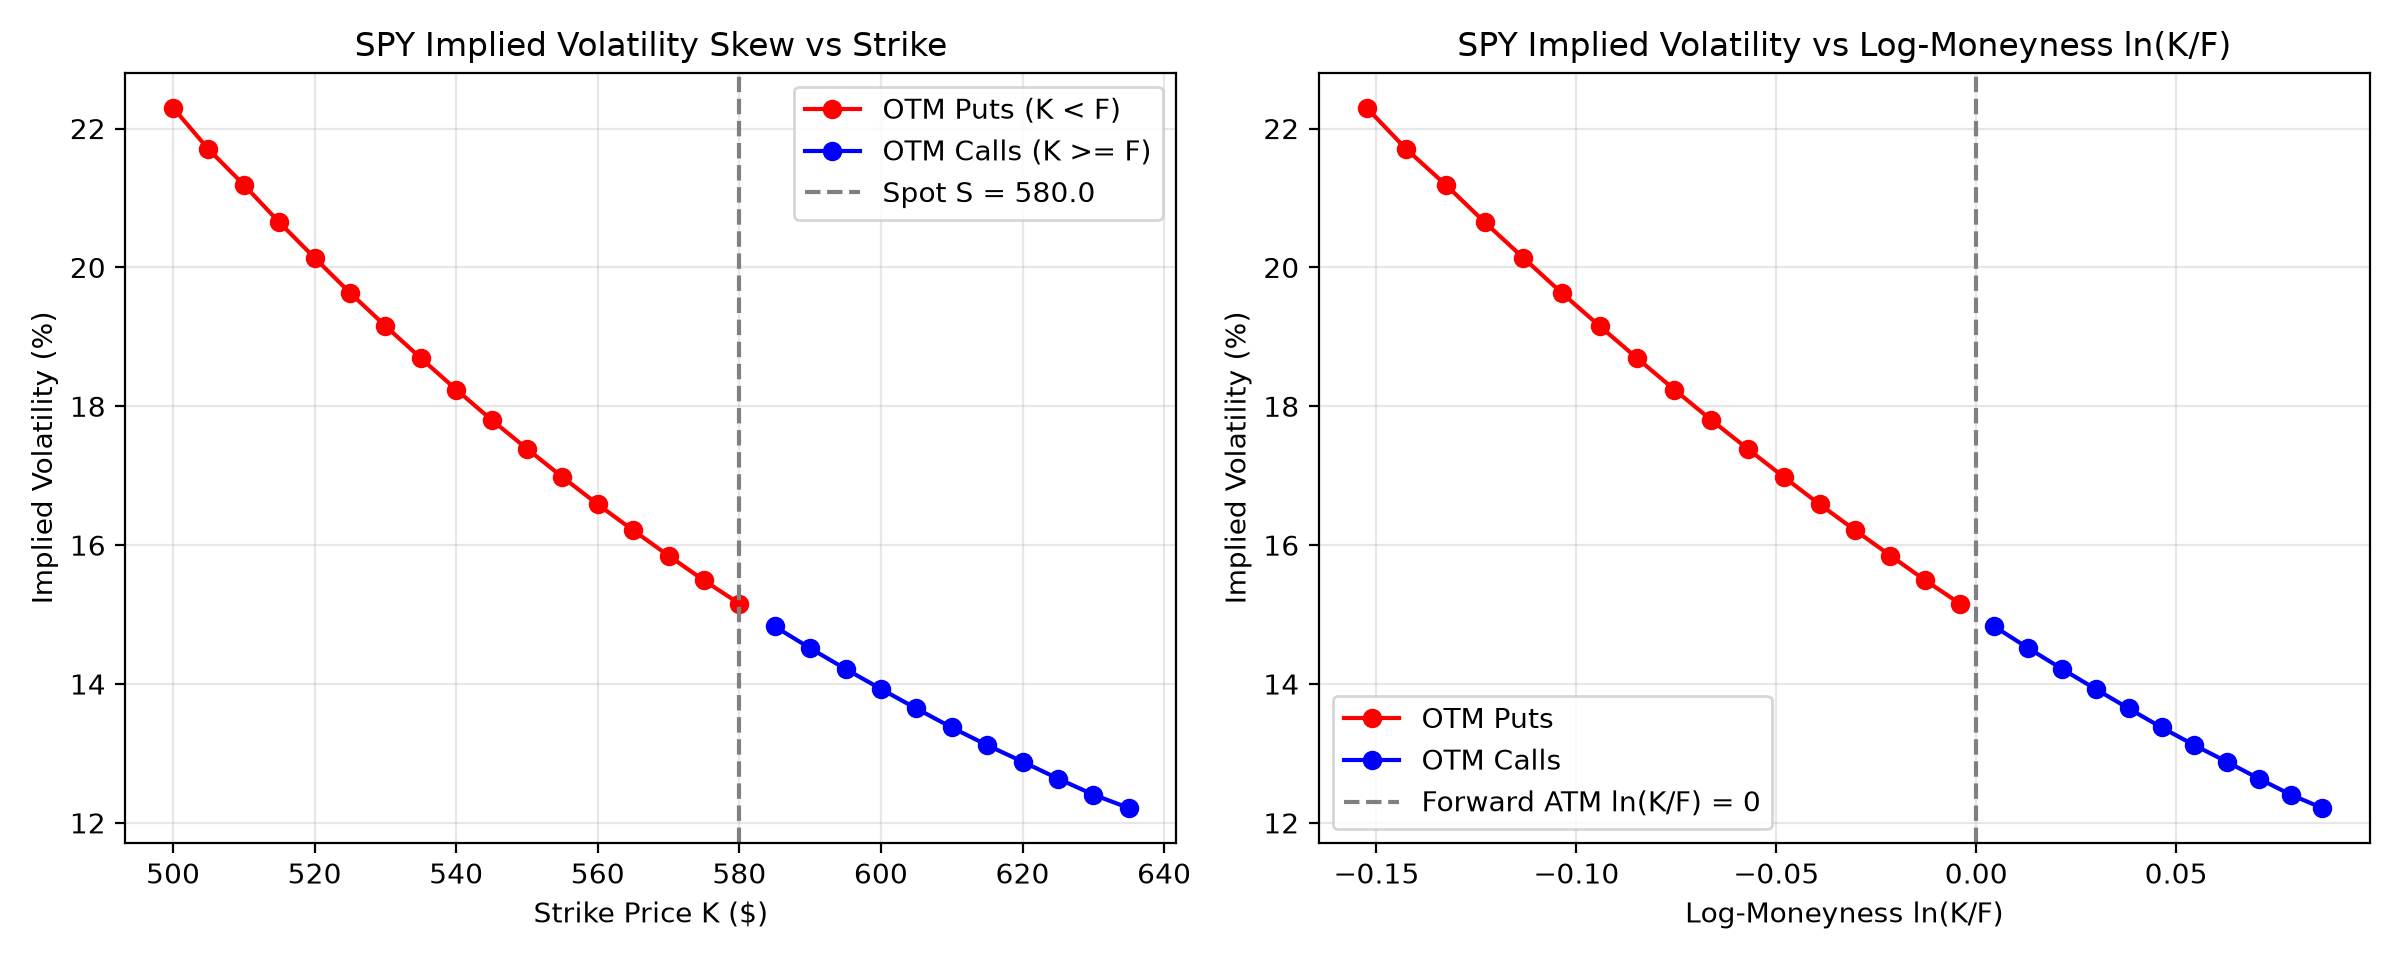 SPY Implied Volatility Skew vs Strike
Implied Volatility (%)
22
20
18
16
14
12
OTM Puts (K < F)
OTM Calls (K >= F)
Spot S = 580.0
500 520 540 560 580 600 620 640
Strike Price K ($)
SPY Implied Volatility vs Log-Moneyness ln(K/F)
Implied Volatility (%)
22
20
18
16
14
12
OTM Puts
OTM Calls
Forward ATM ln(K/F) = 0
−0.15 −0.10 −0.05 0.00 0.05
Log-Moneyness ln(K/F)